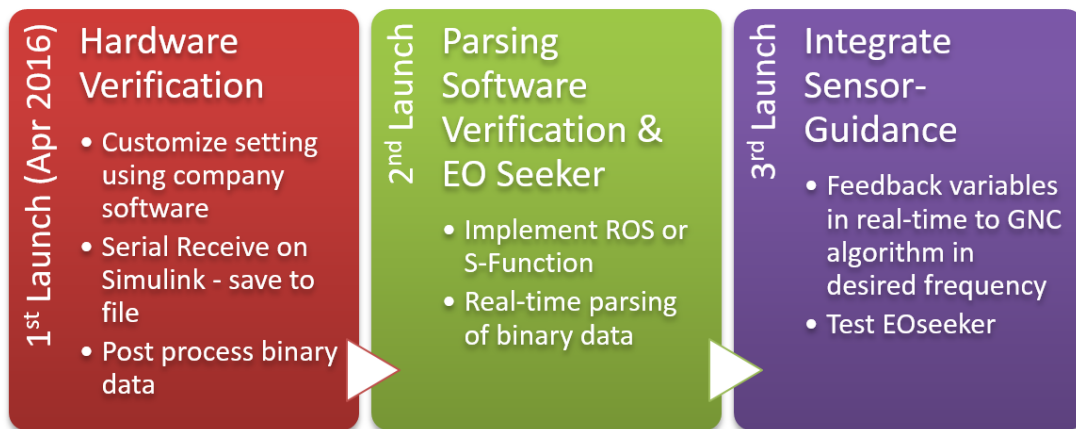 1st Launch (Apr 2016)
Hardware
Verification
• Customize setting
using company
software
• Serial Receive on
Simulink - save to
file
• Post process binary
data
2nd Launch
Parsing
Software
Verification &
EO Seeker
• Implement ROS or
S-Function
• Real-time parsing
of binary data
3rd Launch
Integrate
Sensor-
Guidance
• Feedback variables
in real-time to GNC
algorithm in
desired frequency
• Test EOseeker